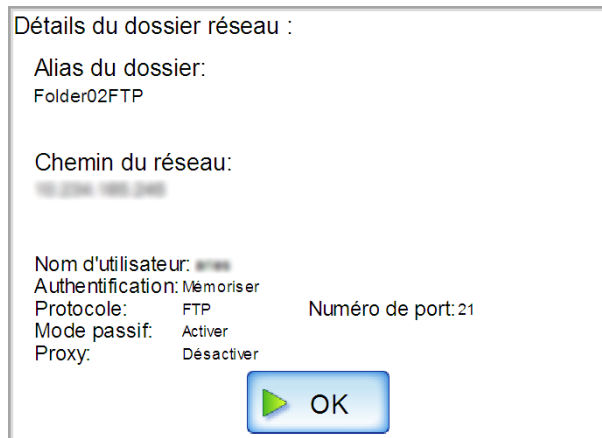 Détails du dossier réseau :
Alias du dossier:
Folder02FTP
Chemin du réseau:
Nom d'utilisateur:
Authentification: Mémoriser
Protocole: FTP Numéro de port: 21
Mode passif: Activer
Proxy: Désactiver
OK